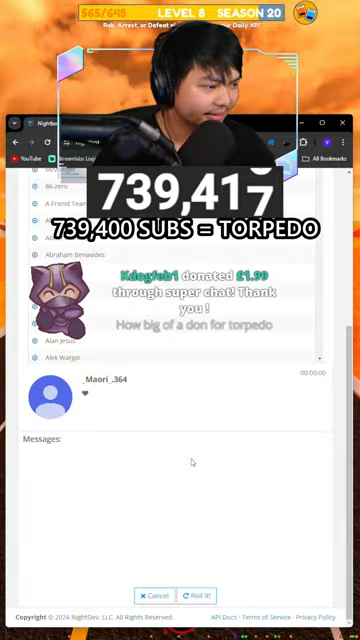 565/645
LEVEL 8
SEASON 20
Rob, Arrest, or Defeat
Daily XP!
Nightbo
YouTube
Streamlabs Log
All Bookmarks
86-zero
A Friend Team
739,417
739,400 SUBS = TORPEDO
Abraham Benavides
Kdogfeb1 donated £1.99
through super chat! Thank
you !
How big of a don for torpedo
Alan Jesus
Alek Wargin
_Maori_.364
00:00:00
Messages:
Cancel
Roll It!
Copyright © 2024 NightDev, LLC. All Rights Reserved.
API Docs - Terms of Service - Privacy Policy